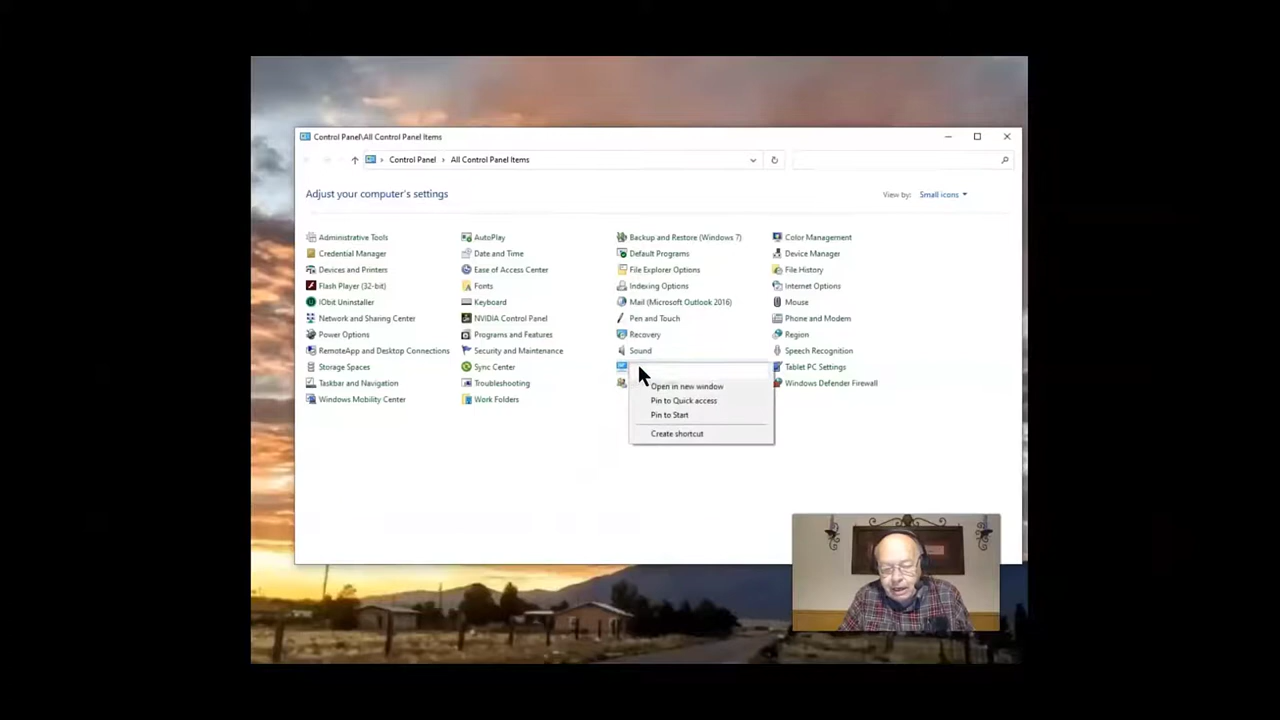 Control Panel\All Control Panel Items
Control Panel > All Control Panel Items
Adjust your computer's settings
View by: Small icons
Administrative Tools
Credential Manager
Devices and Printers
Flash Player (32-bit)
IObit Uninstaller
Network and Sharing Center
Power Options
RemoteApp and Desktop Connections
Storage Spaces
Taskbar and Navigation
Windows Mobility Center
AutoPlay
Date and Time
Ease of Access Center
Fonts
Keyboard
NVIDIA Control Panel
Programs and Features
Security and Maintenance
Sync Center
Troubleshooting
Work Folders
Backup and Restore (Windows 7)
Default Programs
File Explorer Options
Indexing Options
Mail (Microsoft Outlook 2016)
Pen and Touch
Recovery
Sound
Open in new window
Pin to Quick access
Pin to Start
Create shortcut
Color Management
Device Manager
File History
Internet Options
Mouse
Phone and Modem
Region
Speech Recognition
Tablet PC Settings
Windows Defender Firewall